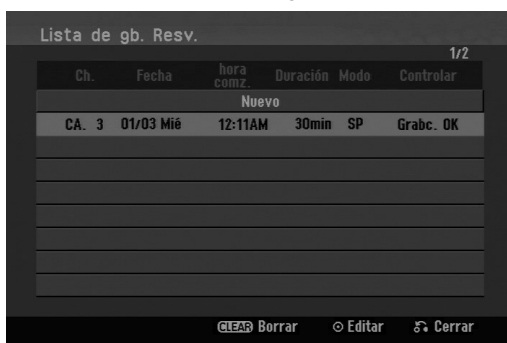 Lista de gb. Resv.
1/2
Ch. Fecha hora comz. Duración Modo Controlar
Nuevo
CA. 3 01/03 Mié 12:11AM 30min SP Grabc. OK
CLEAR Borrar Editar Cerrar